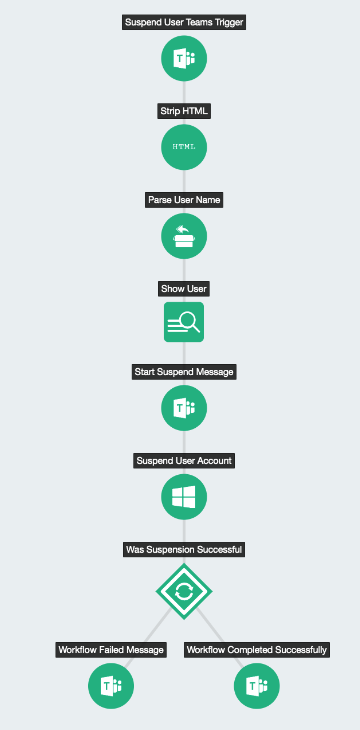 Suspend User Teams Trigger
T
Strip HTML
HTML
Parse User Name
Show User
Start Suspend Message
T
Suspend User Account
Was Suspension Successful
Workflow Failed Message
Workflow Completed Successfully
T
T